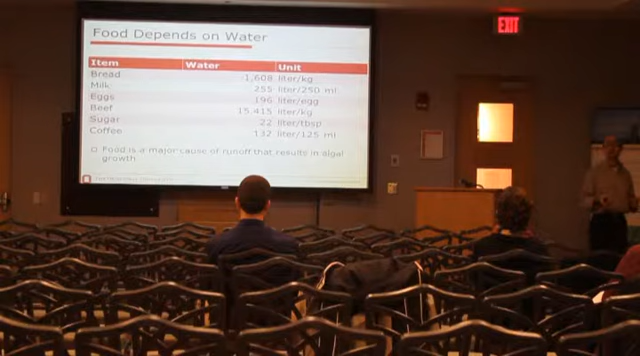 Food Depends on Water
Item Water Unit
Bread 1,608 liter/kg
Milk 255 liter/250 ml
Eggs 196 liter/egg
Beef 15,415 liter/kg
Sugar 22 liter/tbsp
Coffee 132 liter/125 ml
Food is a major cause of runoff that results in algal
growth
EXIT